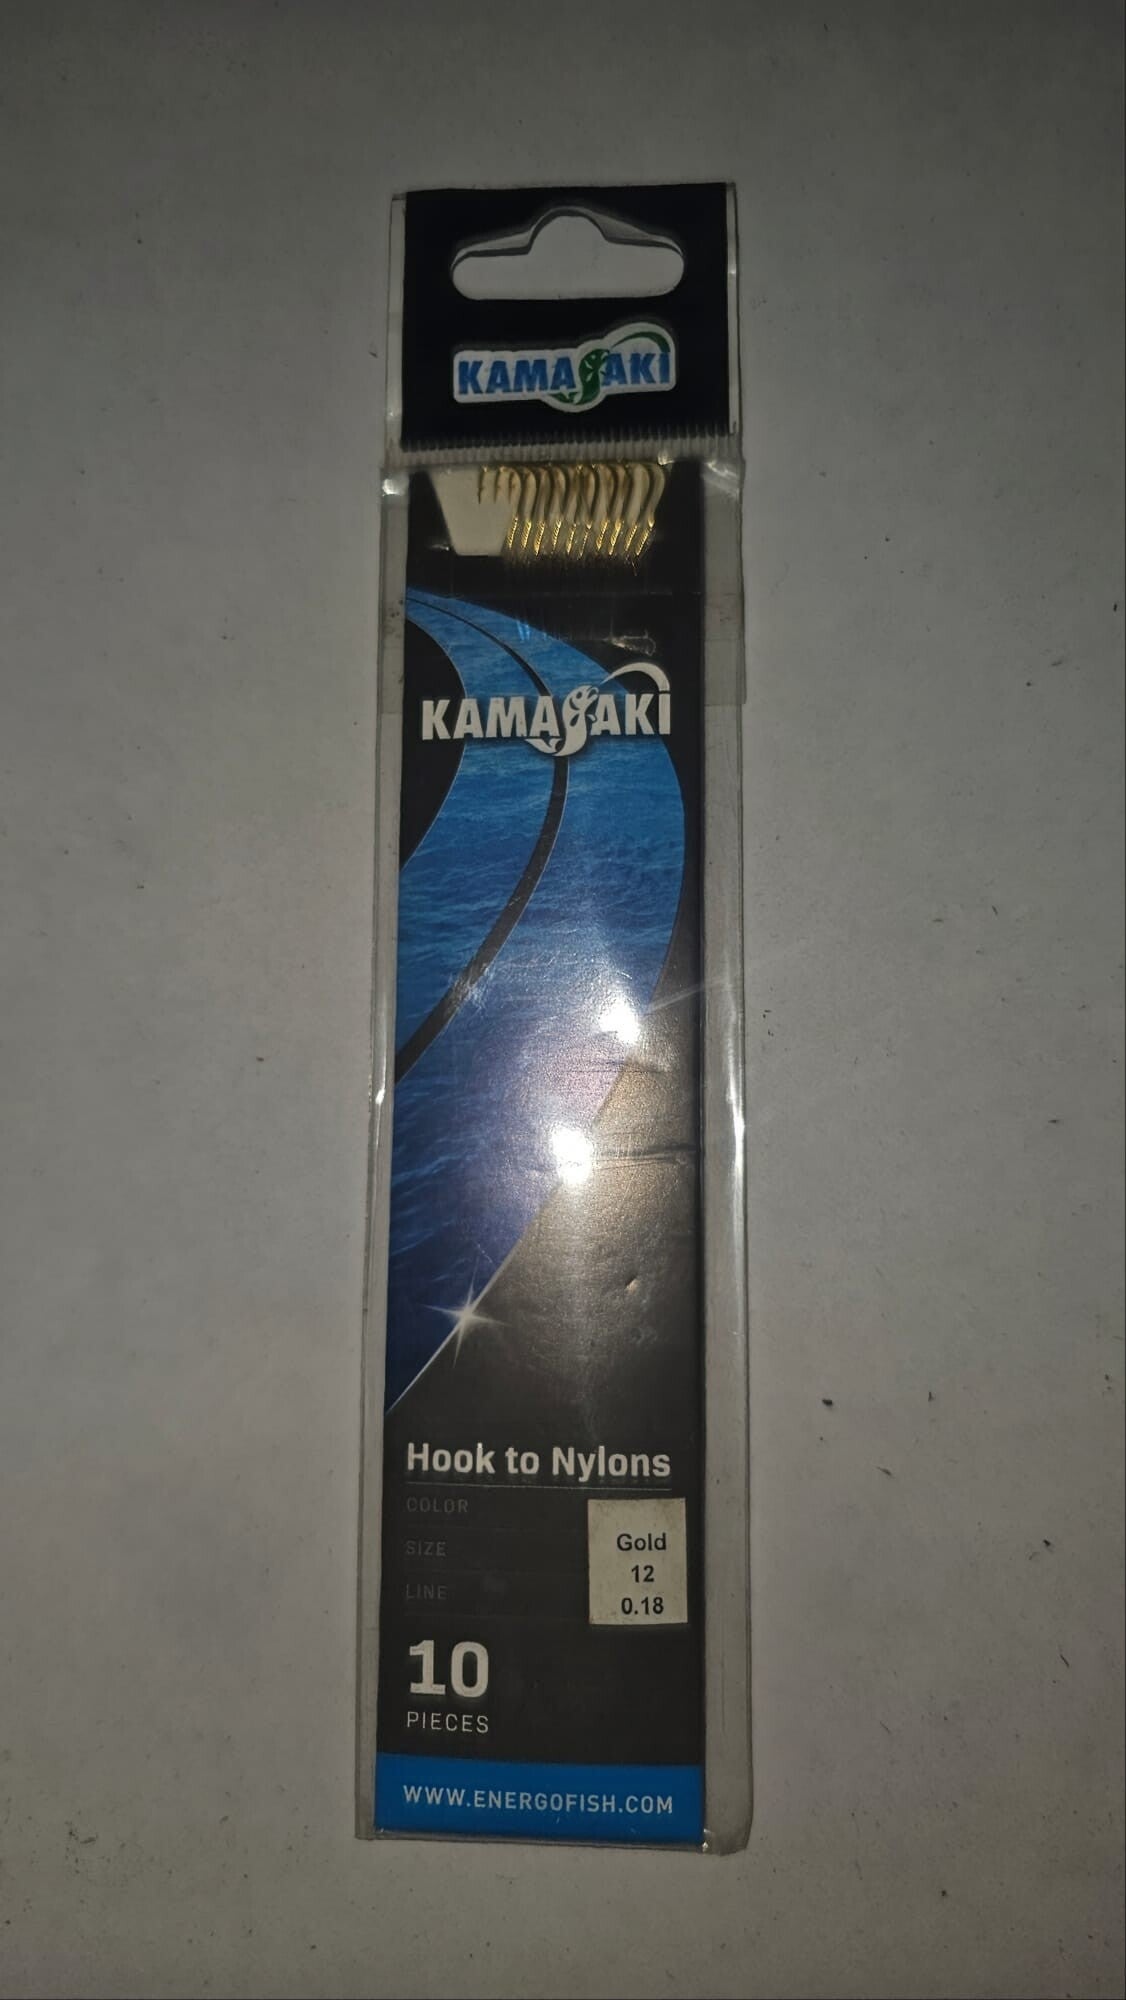 KAMASAKI
KAMASAKI
Hook to Nylons
COLOR
SIZE
LINE
Gold
12
0.18
10
PIECES
WWW.ENERGOFISH.COM